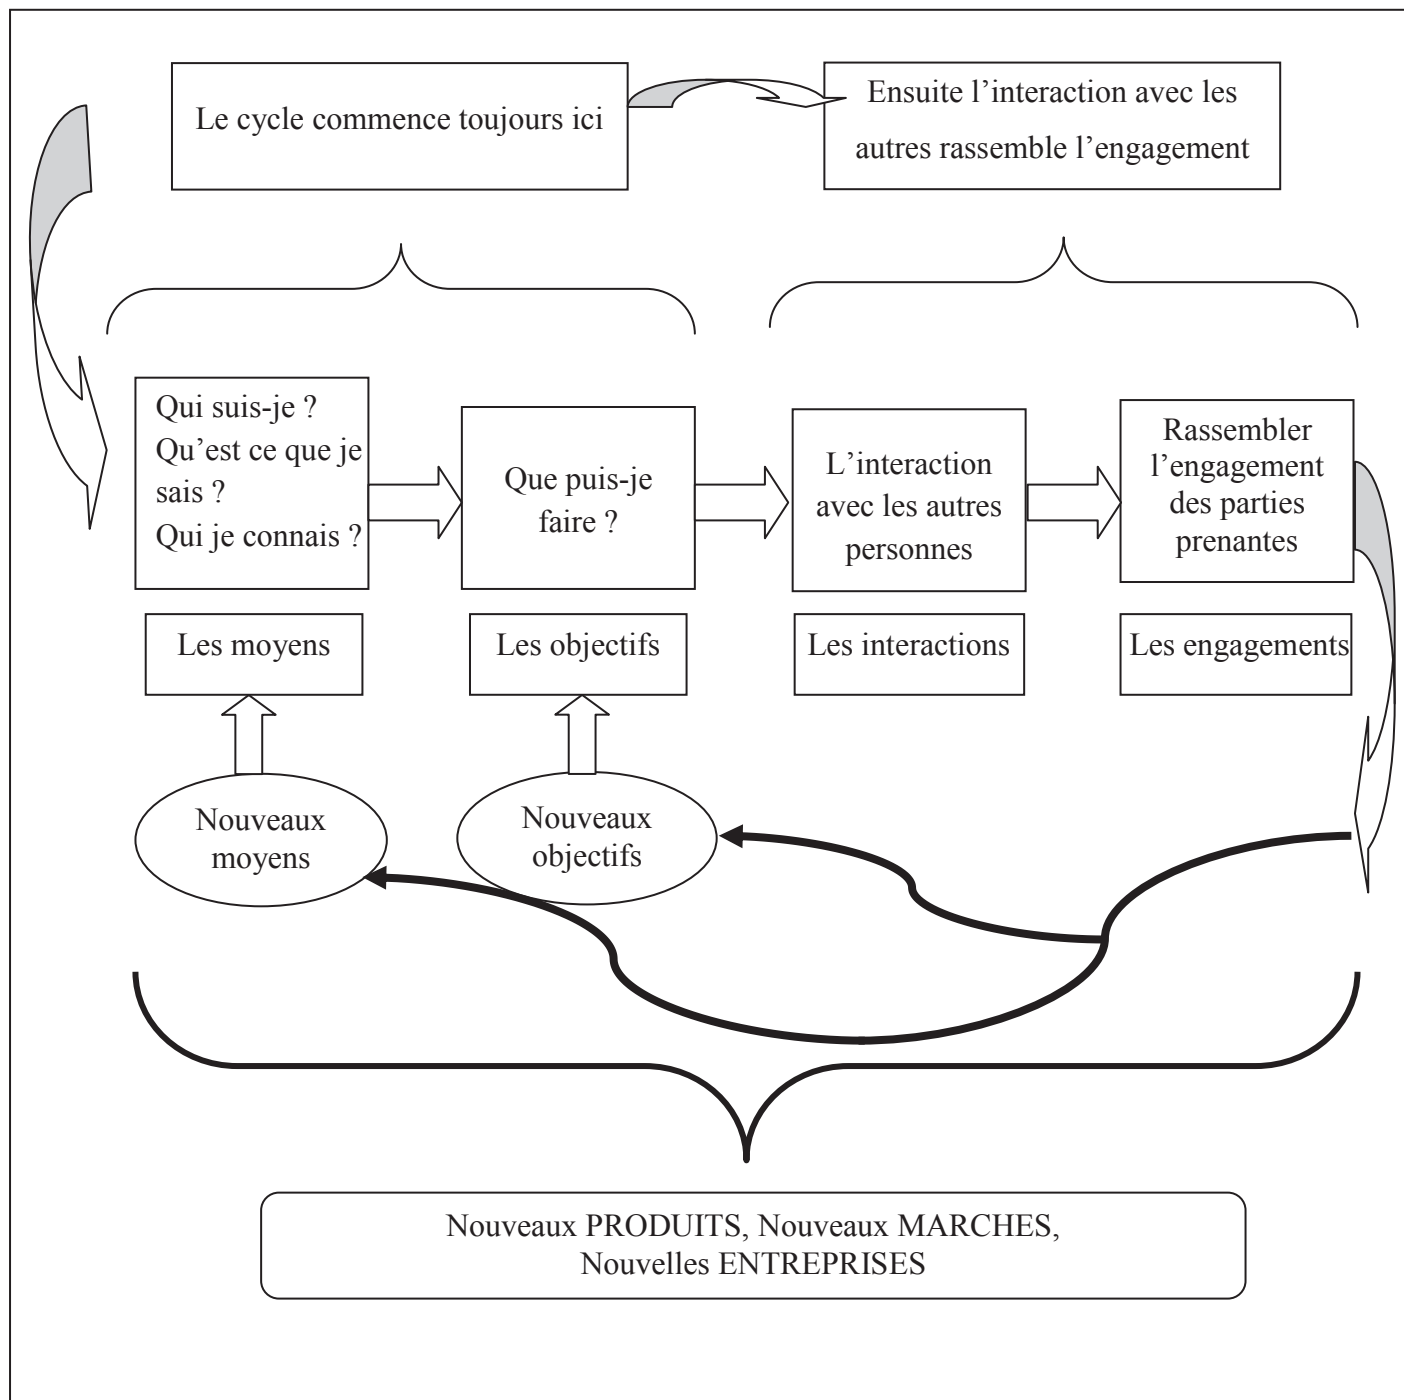 Le cycle commence toujours ici
Ensuite l’interaction avec les
autres rassemble l’engagement
Qui suis-je ?
Qu’est ce que je
sais ?
Qui je connais ?
Que puis-je
faire ?
L’interaction
avec les autres
personnes
Rassembler
l’engagement
des parties
prenantes
Les moyens
Les objectifs
Les interactions
Les engagements
Nouveaux
moyens
Nouveaux
objectifs
Nouveaux PRODUITS, Nouveaux MARCHES,
Nouvelles ENTREPRISES